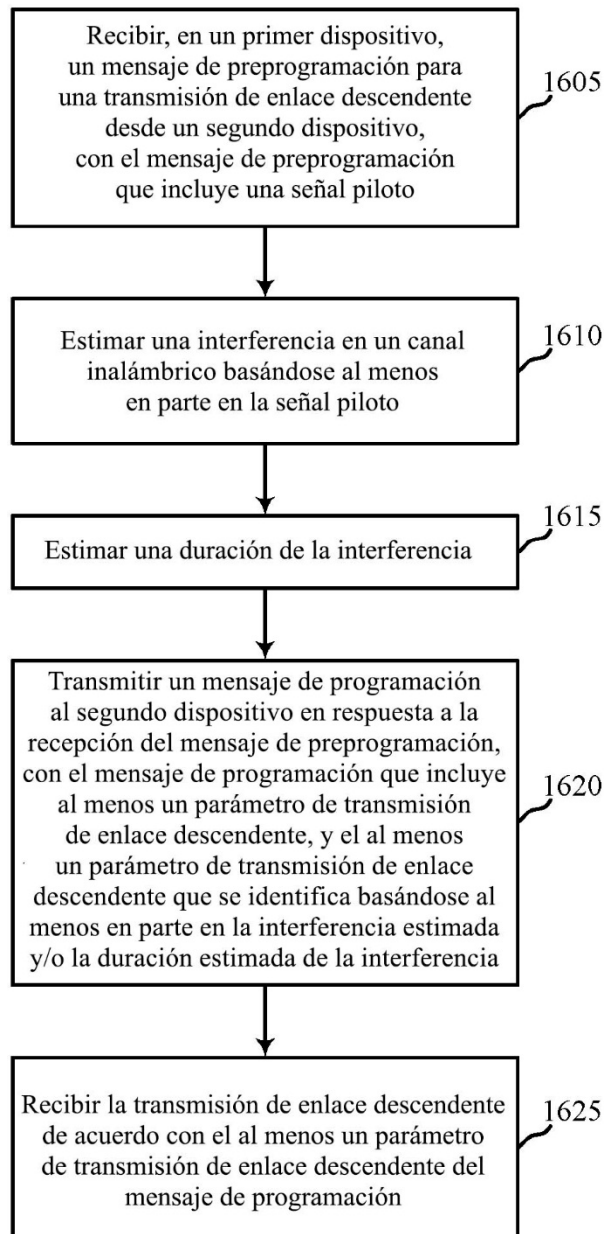 Recibir, en un primer dispositivo,
un mensaje de preprogramación para
una transmisión de enlace descendente
desde un segundo dispositivo,
con el mensaje de preprogramación
que incluye una señal piloto
1605
Estimar una interferencia en un canal
inalámbrico basándose al menos
en parte en la señal piloto
1610
Estimar una duración de la interferencia
1615
Transmitir un mensaje de programación
al segundo dispositivo en respuesta a la
recepción del mensaje de preprogramación,
con el mensaje de programación que incluye
al menos un parámetro de transmisión
de enlace descendente, y el al menos
un parámetro de transmisión de enlace
descendente que se identifica basándose al
menos en parte en la interferencia estimada
y/o la duración estimada de la interferencia
1620
Recibir la transmisión de enlace descendente
de acuerdo con el al menos un parámetro
de transmisión de enlace descendente del
mensaje de programación
1625